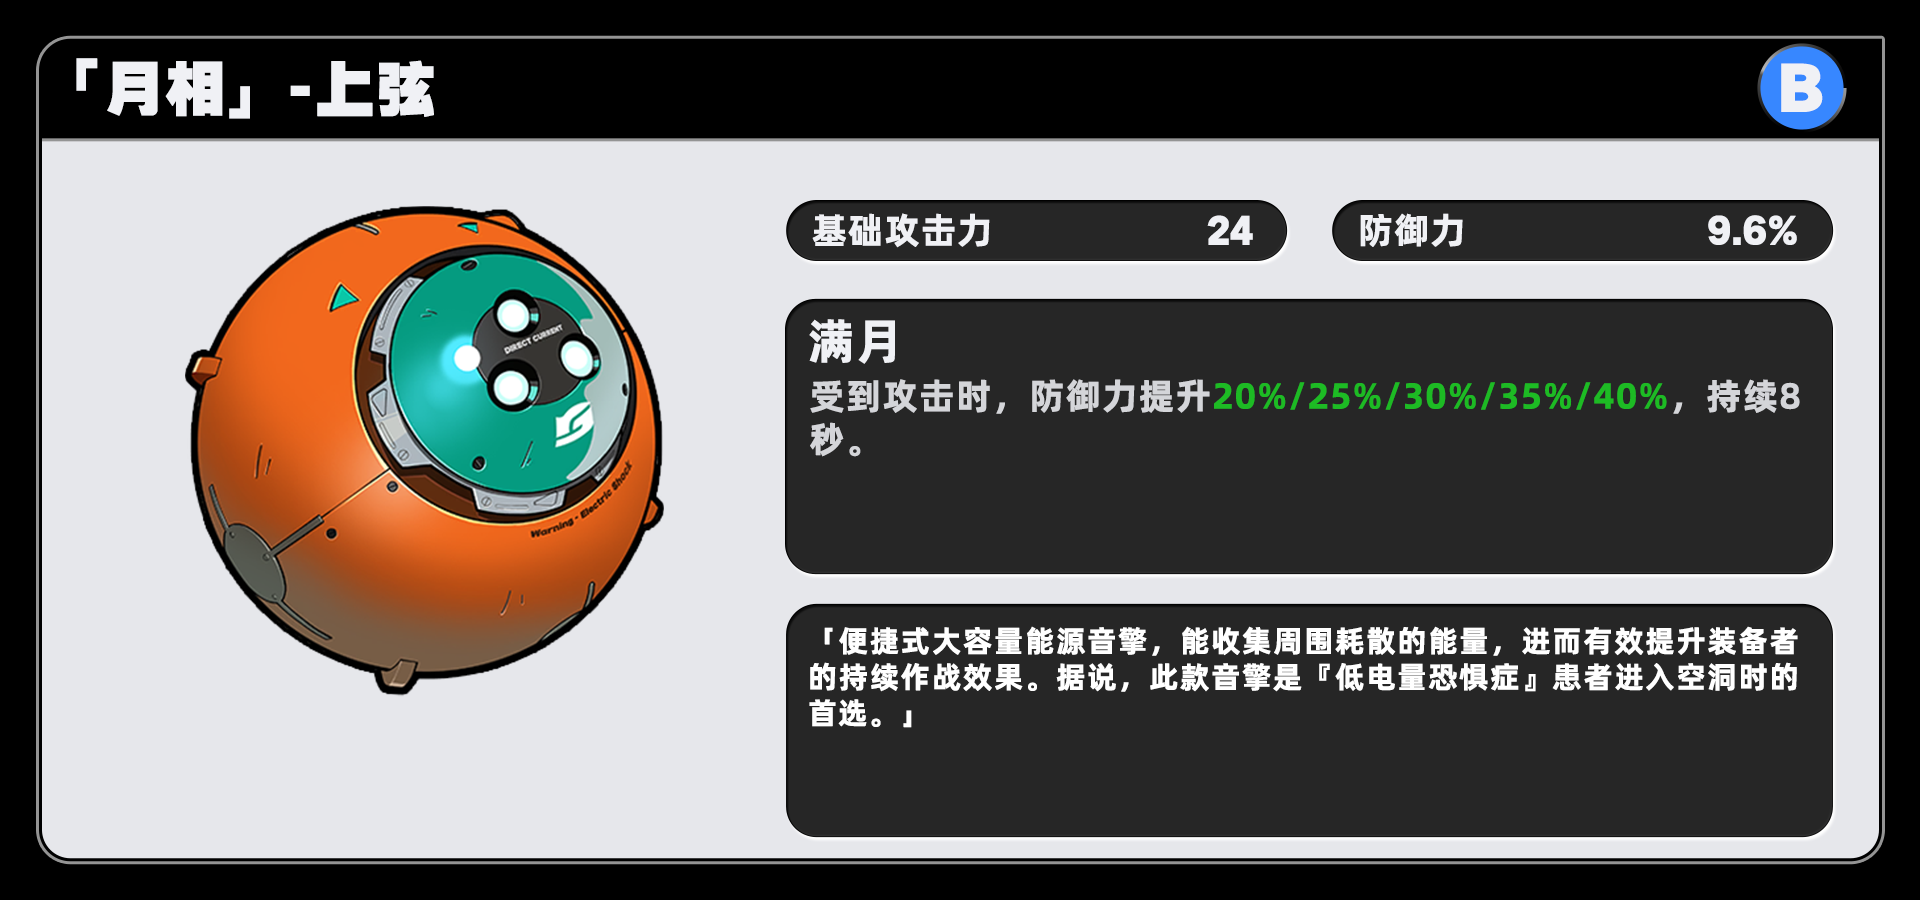 「月相」-上弦
B
基础攻击力 24
防御力 9.6%
满月
受到攻击时，防御力提升20%/25%/30%/35%/40%，持续8
秒。
DIRECT CURRENT
Warning - Electric Shock
「便捷式大容量能源音擎，能收集周围耗散的能量，进而有效提升装备者
的持续作战效果。据说，此款音擎是『低电量恐惧症』患者进入空洞时的
首选。」